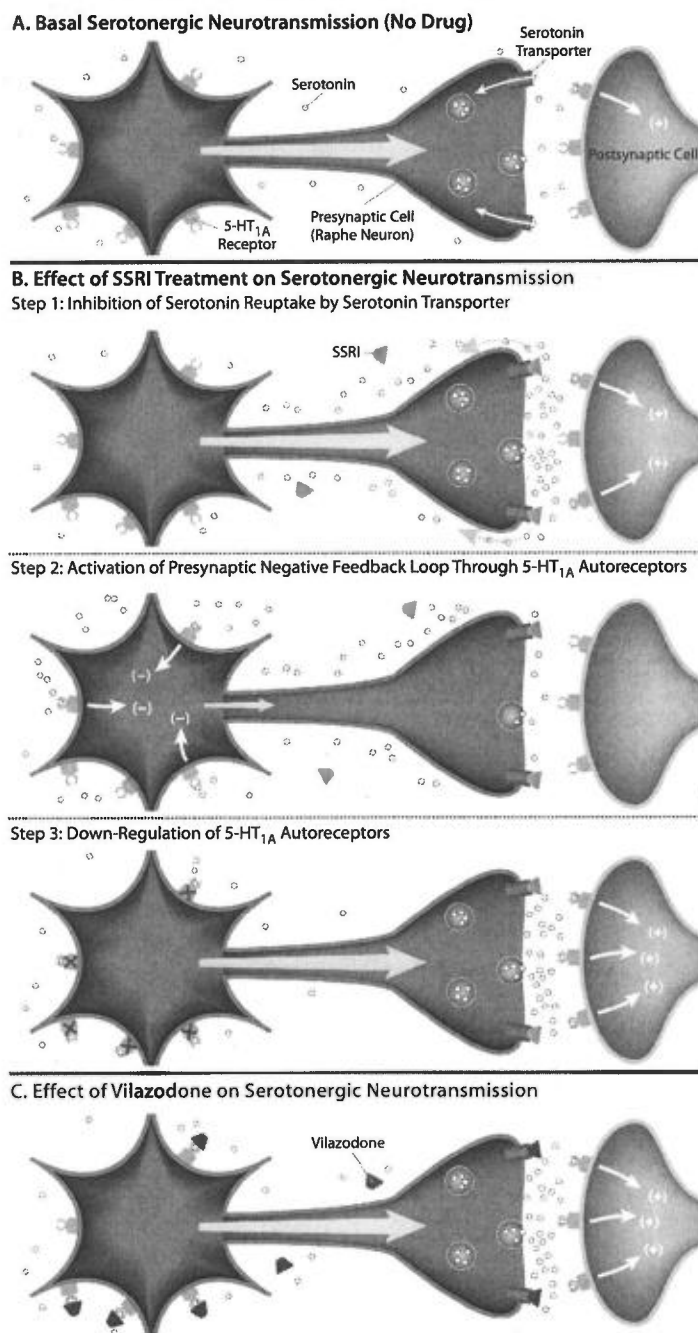 A. Basal Serotonergic Neurotransmission (No Drug)
Serotonin
Transporter
Serotonin
(+)
Postsynaptic Cell
5-HT1A
Receptor
Presynaptic Cell
(Raphe Neuron)
B. Effect of SSRI Treatment on Serotonergic Neurotransmission
Step 1: Inhibition of Serotonin Reuptake by Serotonin Transporter
SSRI
(+)
(+)
Step 2: Activation of Presynaptic Negative Feedback Loop Through 5-HT1A Autoreceptors
(−)
(−)
(−)
Step 3: Down-Regulation of 5-HT1A Autoreceptors
(+)
(+)
(+)
C. Effect of Vilazodone on Serotonergic Neurotransmission
Vilazodone
(+)
(+)
(+)